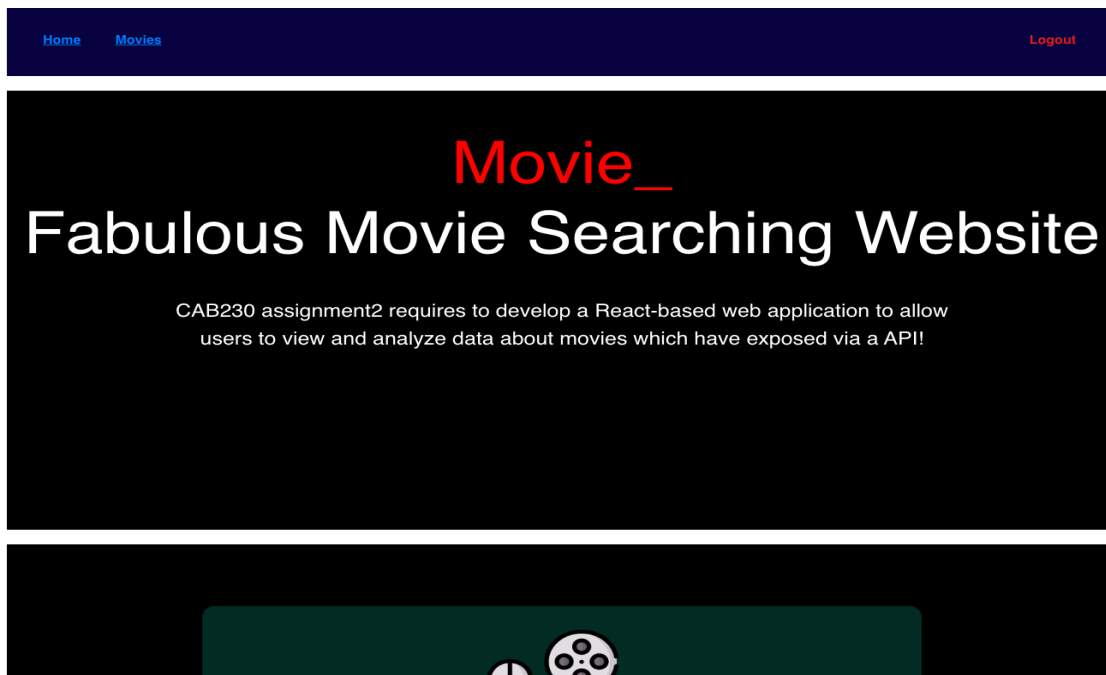 Home Movies Logout
Movie_
Fabulous Movie Searching Website
CAB230 assignment2 requires to develop a React-based web application to allow
users to view and analyze data about movies which have exposed via a API!